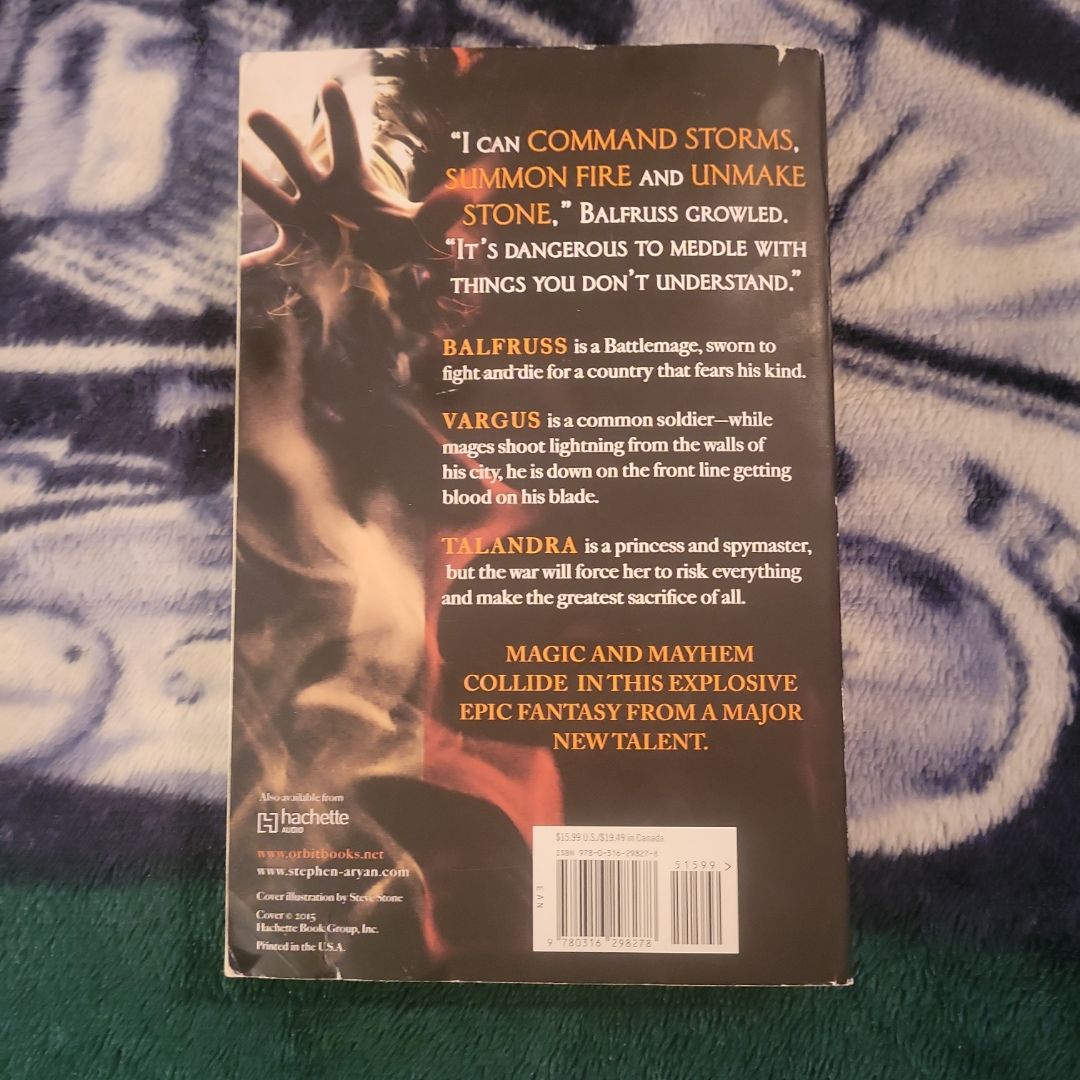 “I CAN COMMAND STORMS,
SUMMON FIRE AND UNMAKE
STONE,” BALFRUSS GROWLED.
“IT’S DANGEROUS TO MEDDLE WITH
THINGS YOU DON’T UNDERSTAND.”
BALFRUSS is a Battlemage, sworn to
fight and die for a country that fears his kind.
VARGUS is a common soldier—while
mages shoot lightning from the walls of
his city, he is down on the front line getting
blood on his blade.
TALANDRA is a princess and spymaster,
but the war will force her to risk everything
and make the greatest sacrifice of all.
MAGIC AND MAYHEM
COLLIDE IN THIS EXPLOSIVE
EPIC FANTASY FROM A MAJOR
NEW TALENT.
Also available from
hachette
AUDIO
www.orbitbooks.net
www.stephen-aryan.com
Cover illustration by Steve Stone
Cover © 2015
Hachette Book Group, Inc.
Printed in the U.S.A.
$15.99 U.S./$19.49 in Canada
ISBN 978-0-316-29827-8
51599 >
EAN
9 780316 298278